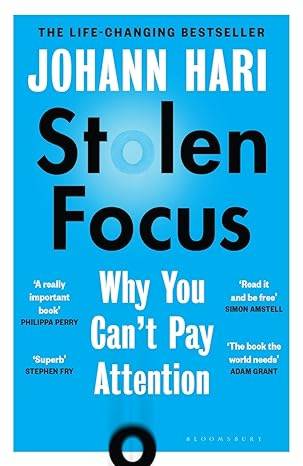 THE LIFE-CHANGING BESTSELLER
JOHANN HARI
Stolen
Focus
Why You
Can't Pay
Attention
'A really
important
book'
PHILIPPA PERRY
'Superb'
STEPHEN FRY
'Read it
and be free'
SIMON AMSTELL
'The book the
world needs'
ADAM GRANT
BLOOMSBURY